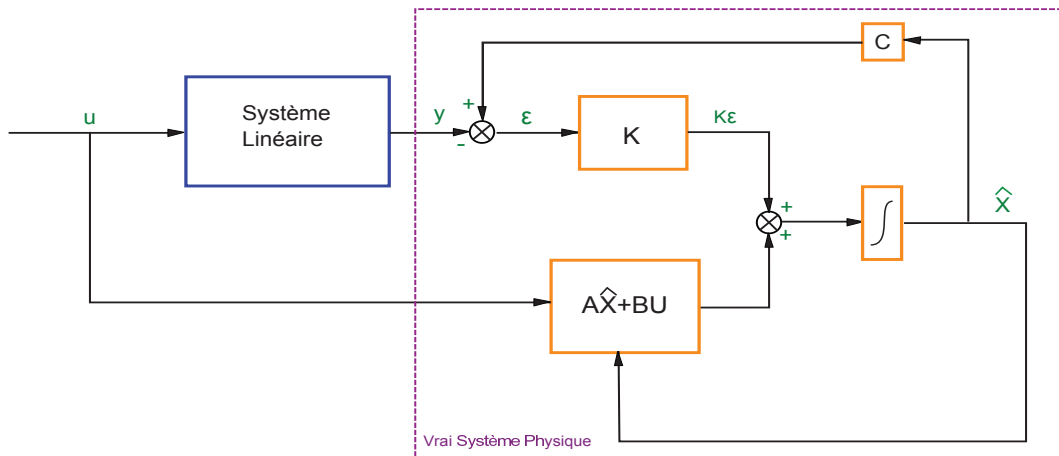 C
u
Système
Linéaire
y
+
-
ε
K
Kε
X̂
+
+
∫
AX̂+BU
Vrai Système Physique